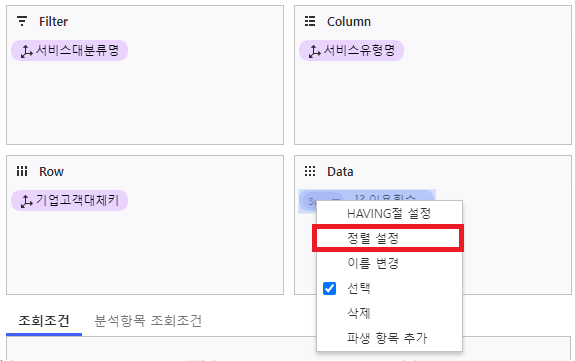 Filter
서비스대분류명
Column
서비스유형명
Row
기업고객대체키
Data
HAVING절 설정
정렬 설정
이름 변경
선택
삭제
파생 항목 추가
조회조건
분석항목 조회조건